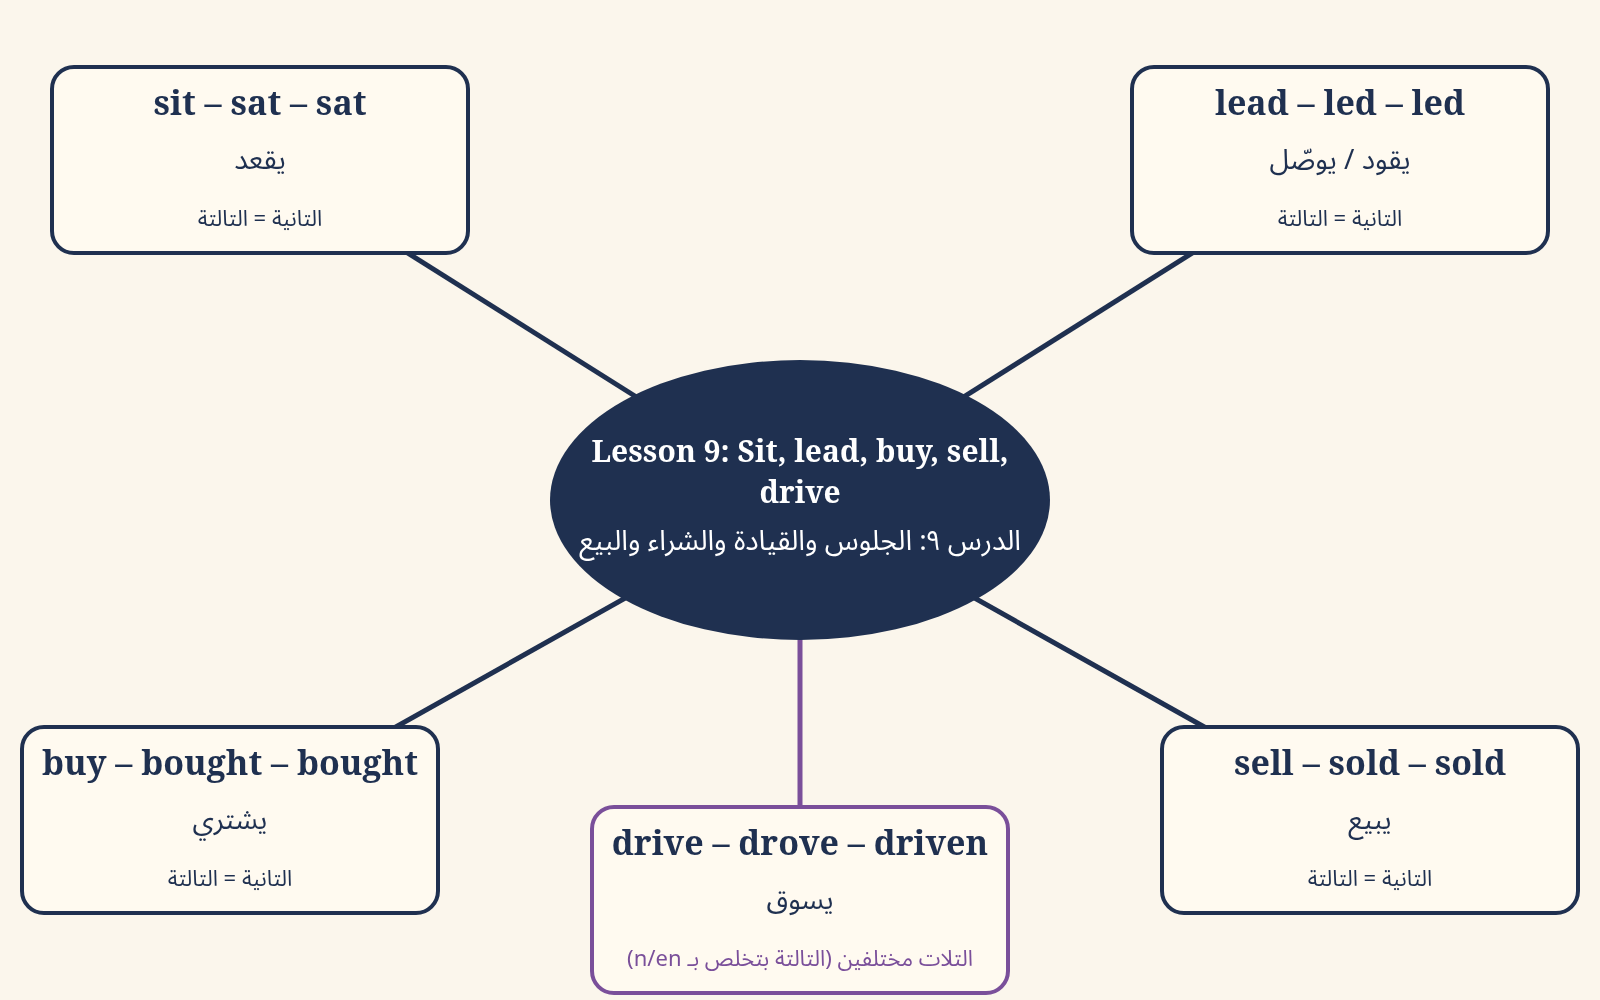 sit – sat – sat
يقعد
التانية = التالتة
lead – led – led
يقود / يوصّل
التانية = التالتة
Lesson 9: Sit, lead, buy, sell,
drive
الدرس ٩: الجلوس والقيادة والشراء والبيع
buy – bought – bought
يشتري
التانية = التالتة
drive – drove – driven
يسوق
التلات مختلفين (التالتة بتخلص بـ n/en)
sell – sold – sold
يبيع
التانية = التالتة